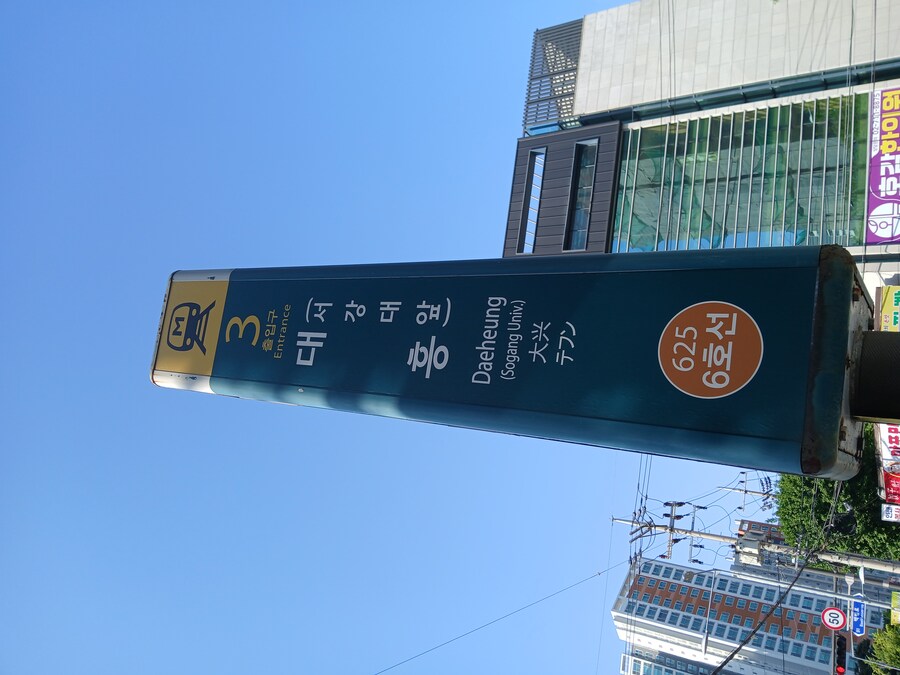 3
출입구
Entrance
대흥
(서강대앞)
Daeheung
(Sogang Univ.)
大兴
テフン
625
6호선
50